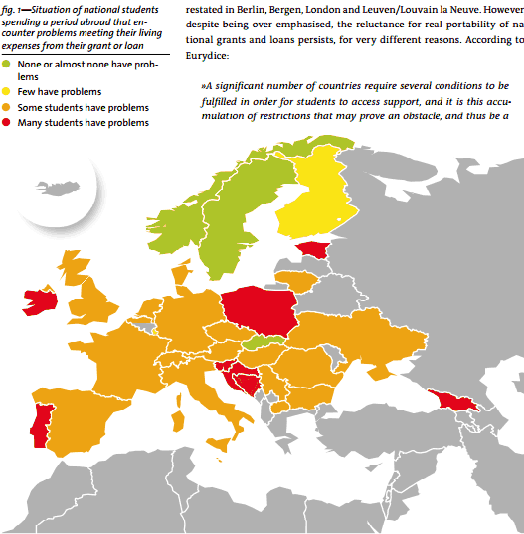 fig. 1—Situation of national students
spending a period abroad that en-
counter problems meeting their living
expenses from their grant or loan
None or almost none have prob-
lems
Few have problems
Some students have problems
Many students have problems
restated in Berlin, Bergen, London and Leuven/Louvain la Neuve. However
despite being over emphasised, the reluctance for real portability of na
tional grants and loans persists, for very different reasons. According to
Eurydice:
»A significant number of countries require several conditions to be
fulfilled in order for students to access support, and it is this accu-
mulation of restrictions that may prove an obstacle, and thus be a